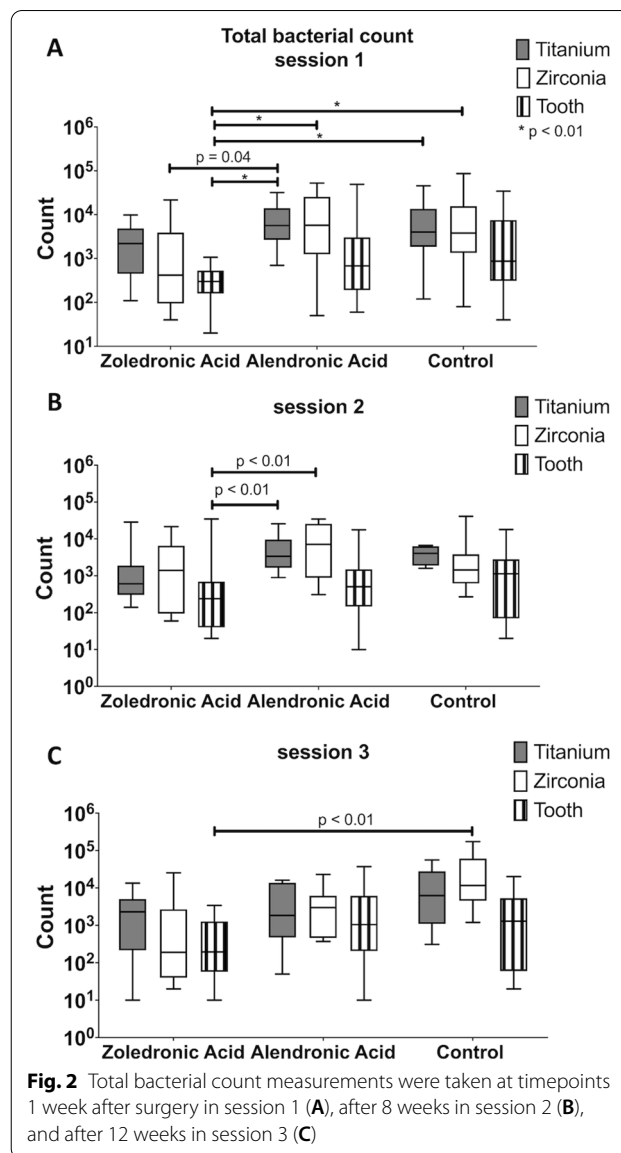 A
Total bacterial count
session 1
Titanium
Zirconia
Tooth
* p < 0.01
*
*
*
p = 0.04
*
Count
10⁶
10⁵
10⁴
10³
10²
10¹
Zoledronic Acid Alendronic Acid Control
B
session 2
Titanium
Zirconia
Tooth
p < 0.01
p < 0.01
Count
10⁶
10⁵
10⁴
10³
10²
10¹
10⁰
Zoledronic Acid Alendronic Acid Control
C
session 3
Titanium
Zirconia
Tooth
p < 0.01
Count
10⁶
10⁵
10⁴
10³
10²
10¹
10⁰
Zoledronic Acid Alendronic Acid Control
Fig. 2 Total bacterial count measurements were taken at timepoints
1 week after surgery in session 1 (A), after 8 weeks in session 2 (B),
and after 12 weeks in session 3 (C)